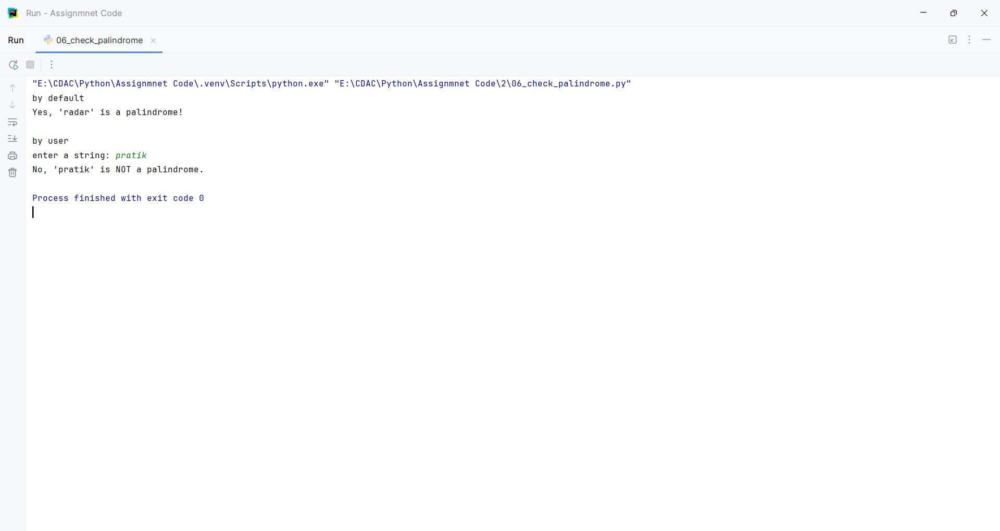 Run - Assignmnet Code
Run 06_check_palindrome
"E:\CDAC\Python\Assignmnet Code\.venv\Scripts\python.exe" "E:\CDAC\Python\Assignmnet Code\2\06_check_palindrome.py"
by default
Yes, 'radar' is a palindrome!
by user
enter a string: pratik
No, 'pratik' is NOT a palindrome.
Process finished with exit code 0